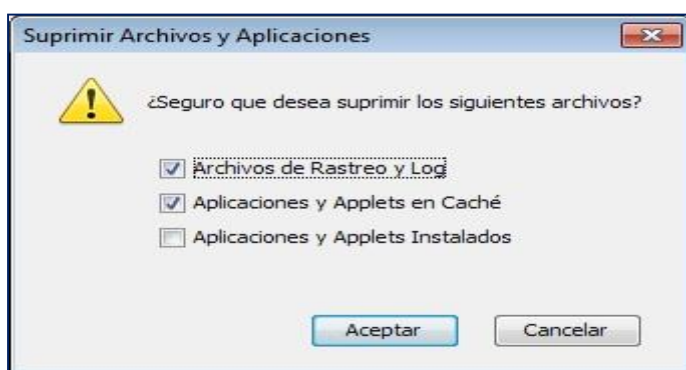 Suprimir Archivos y Aplicaciones
¿Seguro que desea suprimir los siguientes archivos?
Archivos de Rastreo y Log
Aplicaciones y Applets en Caché
Aplicaciones y Applets Instalados
Aceptar Cancelar